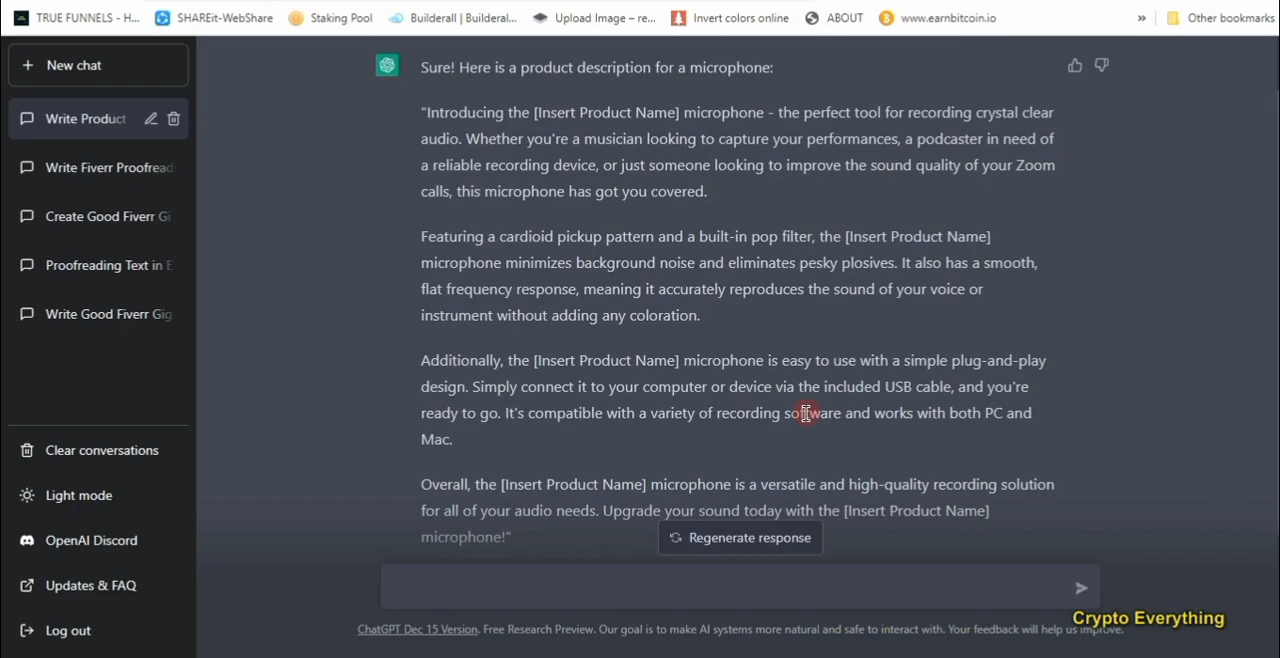 TRUE FUNNELS - H...
SHAREit-WebShare
Staking Pool
Builderall | Builderal...
Upload Image – re...
Invert colors online
ABOUT
www.earnbitcoin.io
»
Other bookmarks
+ New chat
Write Product
Write Fiverr Proofread
Create Good Fiverr Gi
Proofreading Text in E
Write Good Fiverr Gig
Clear conversations
Light mode
OpenAI Discord
Updates & FAQ
Log out
Sure! Here is a product description for a microphone:
"Introducing the [Insert Product Name] microphone - the perfect tool for recording crystal clear
audio. Whether you're a musician looking to capture your performances, a podcaster in need of
a reliable recording device, or just someone looking to improve the sound quality of your Zoom
calls, this microphone has got you covered.
Featuring a cardioid pickup pattern and a built-in pop filter, the [Insert Product Name]
microphone minimizes background noise and eliminates pesky plosives. It also has a smooth,
flat frequency response, meaning it accurately reproduces the sound of your voice or
instrument without adding any coloration.
Additionally, the [Insert Product Name] microphone is easy to use with a simple plug-and-play
design. Simply connect it to your computer or device via the included USB cable, and you're
ready to go. It's compatible with a variety of recording software and works with both PC and
Mac.
Overall, the [Insert Product Name] microphone is a versatile and high-quality recording solution
for all of your audio needs. Upgrade your sound today with the [Insert Product Name]
microphone!"
Regenerate response
ChatGPT Dec 15 Version. Free Research Preview. Our goal is to make AI systems more natural and safe to interact with. Your feedback will help us improve.
Crypto Everything